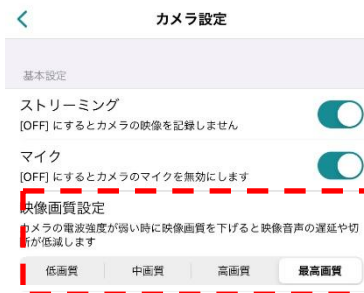 カメラ設定
基本設定
ストリーミング
[OFF] にするとカメラの映像を記録しません
マイク
[OFF] にするとカメラのマイクを無効にします
映像画質設定
カメラの電波強度が弱い時に映像画質を下げると映像音声の遅延や切
断が低減します
低画質 中画質 高画質 最高画質